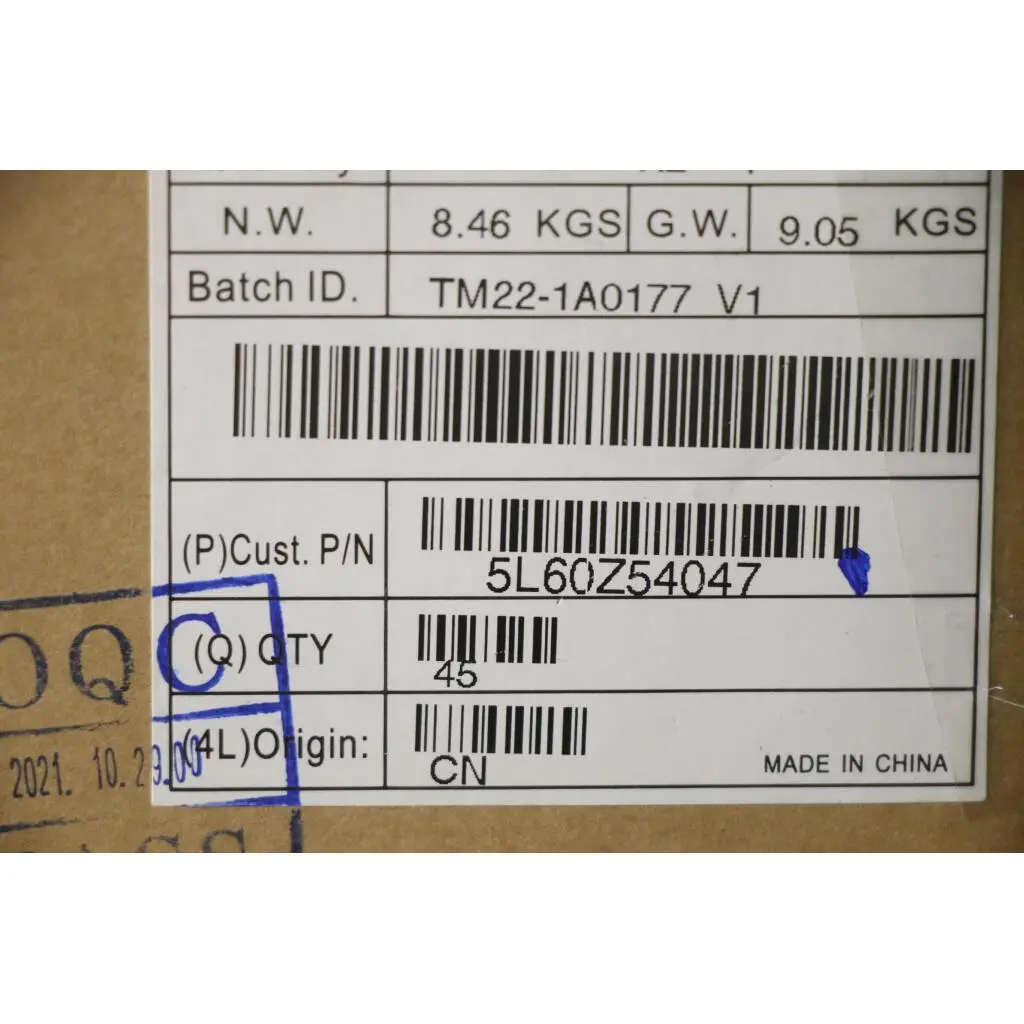 N.W. 8.46 KGS G.W. 9.05 KGS
Batch ID. TM22-1A0177 V1
(P)Cust. P/N 5L60Z54047
(Q) QTY 45
(4L)Origin: CN MADE IN CHINA
OQC
2021. 10. 29.00